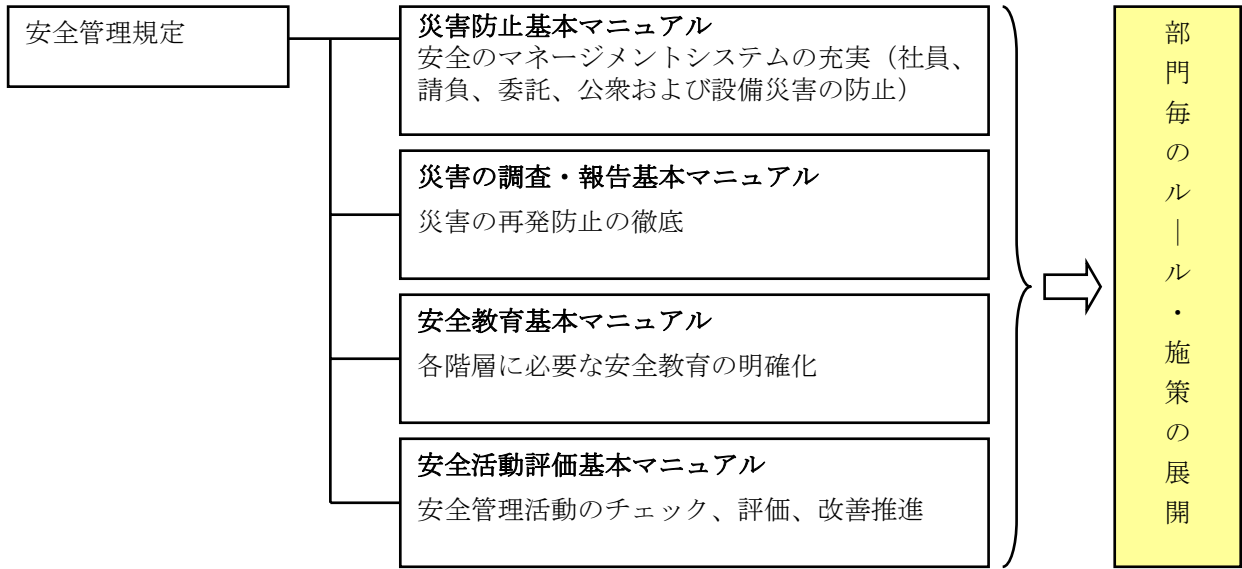 安全管理規定
災害防止基本マニュアル
安全のマネージメントシステムの充実（社員、
請負、委託、公衆および設備災害の防止）
災害の調査・報告基本マニュアル
災害の再発防止の徹底
安全教育基本マニュアル
各階層に必要な安全教育の明確化
安全活動評価基本マニュアル
安全管理活動のチェック、評価、改善推進
部門毎のルール・施策の展開